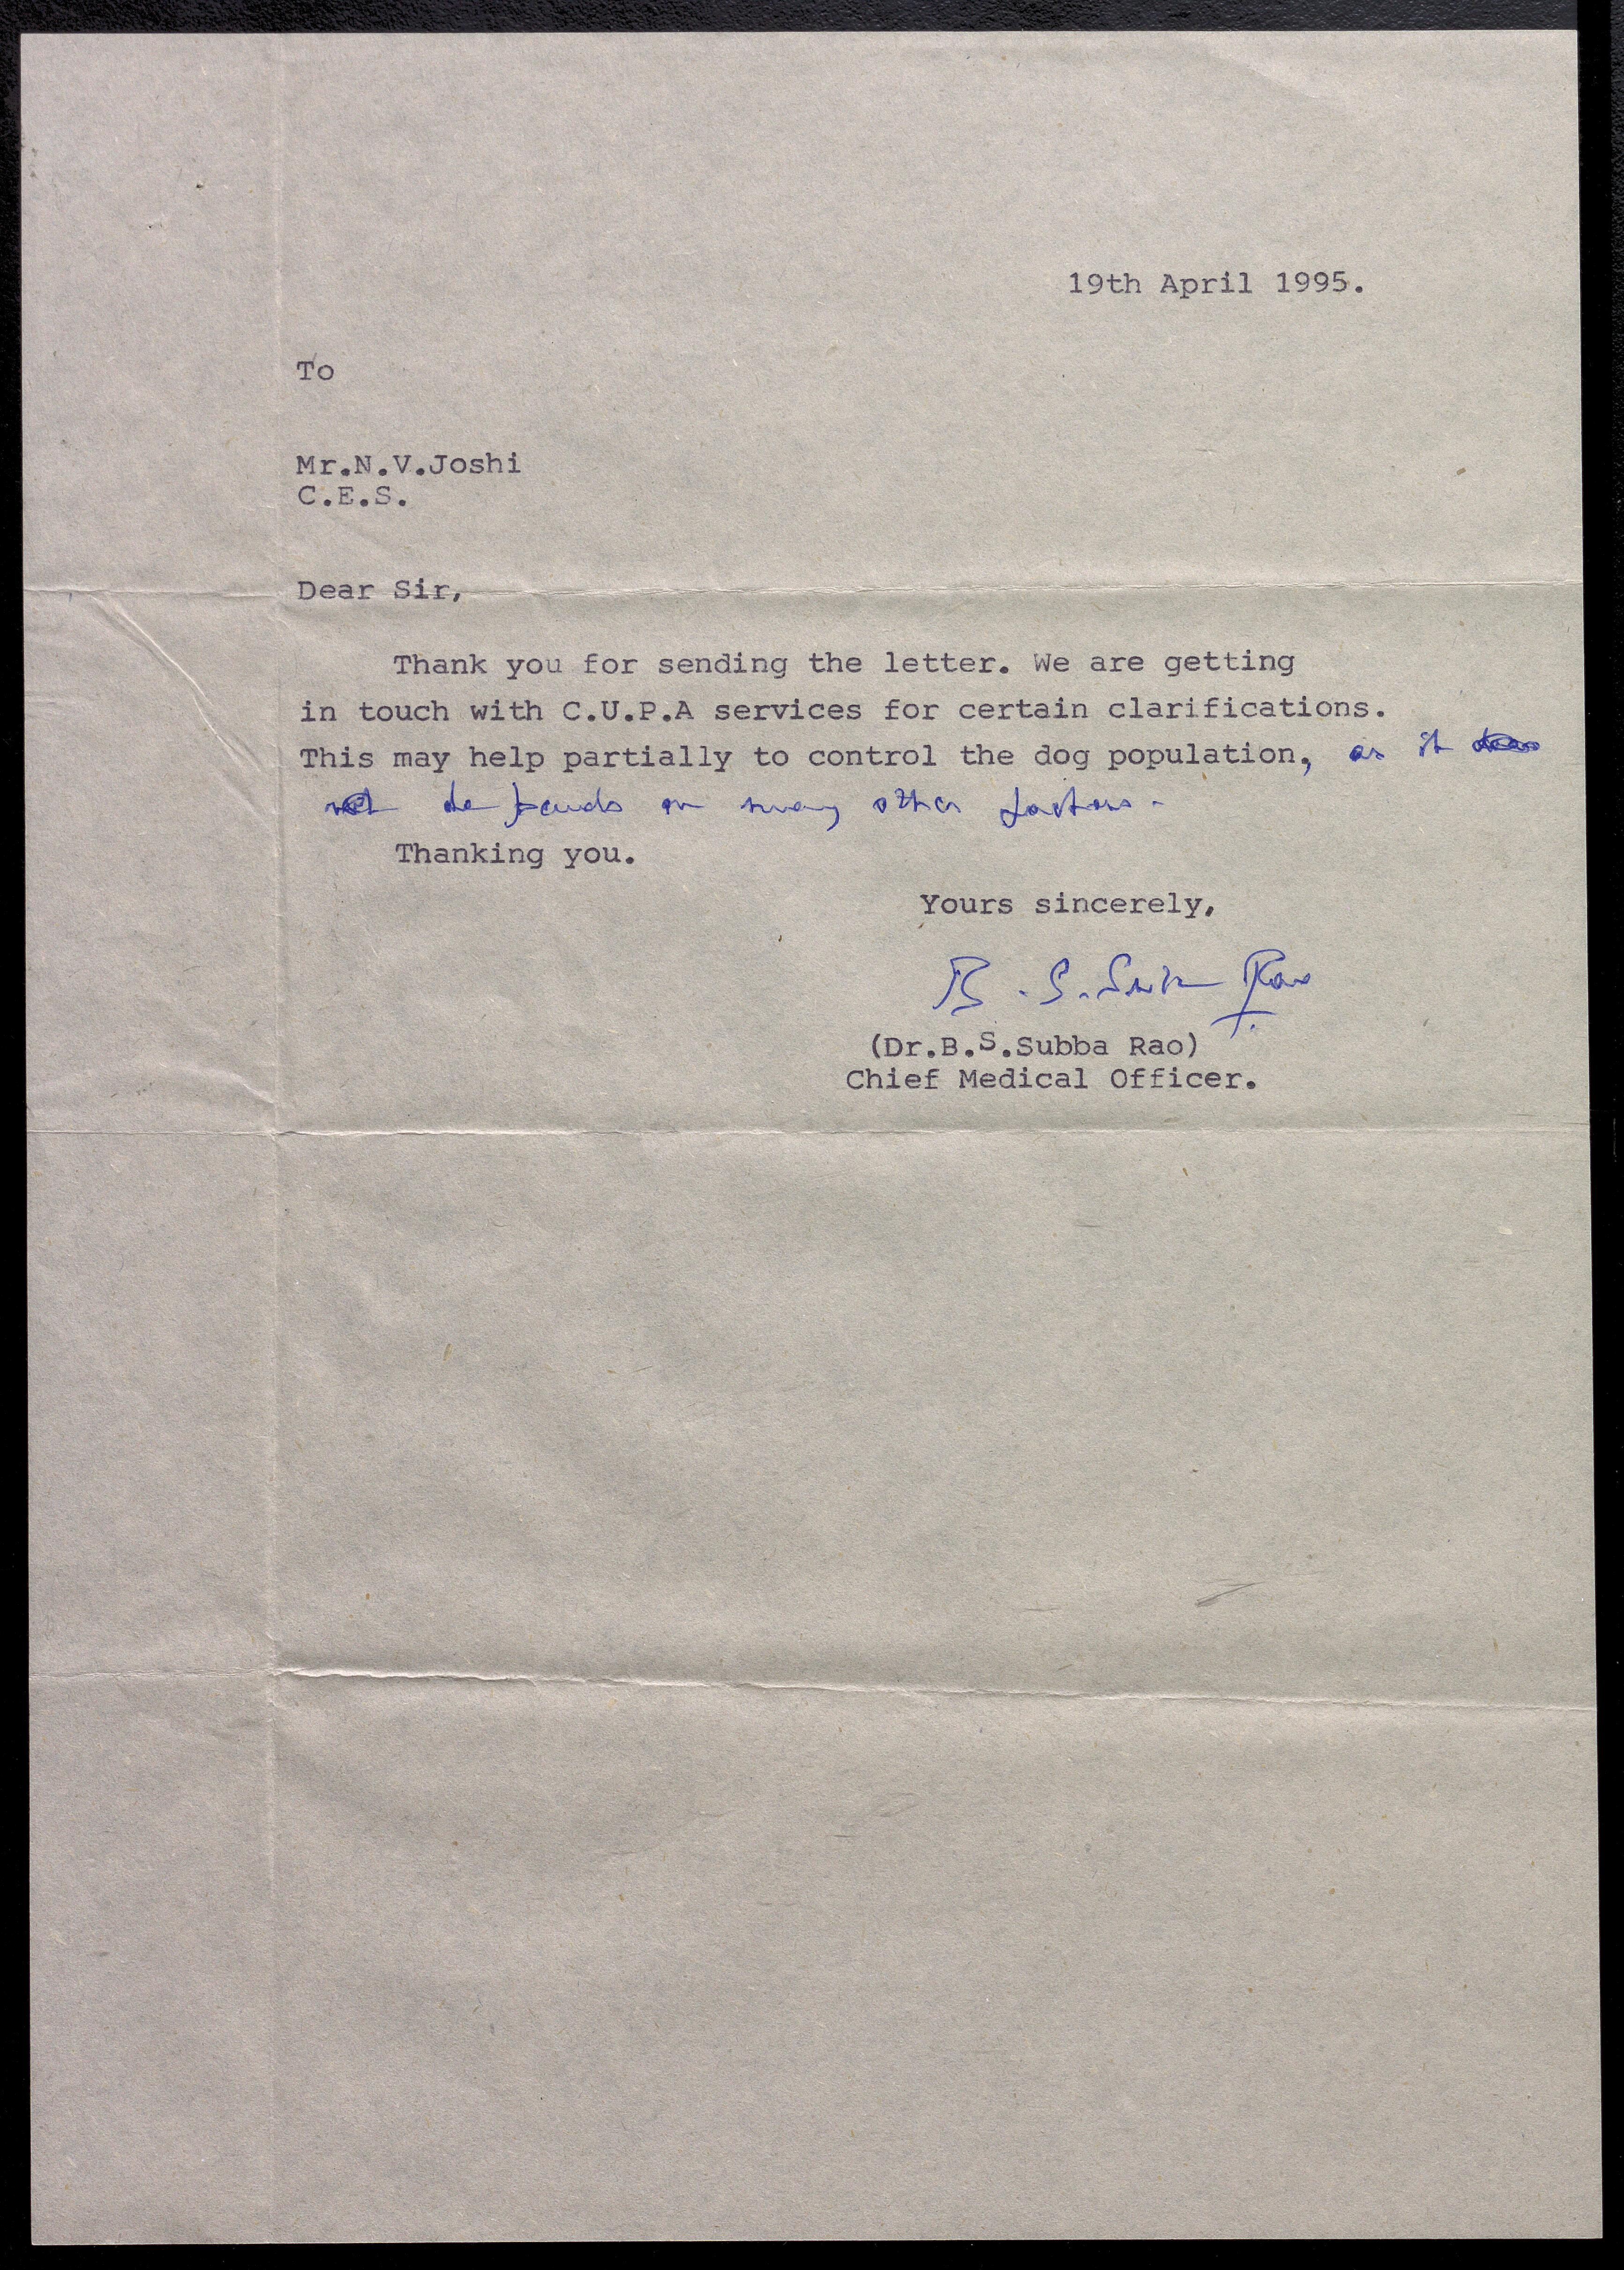 19th April 1995.
To
Mr.N.V.Joshi
C.E.S.
Dear Sir,
Thank you for sending the letter. We are getting
in touch with C.U.P.A services for certain clarifications.
This may help partially to control the dog population, as it
depends on many other factors.
Thanking you.
Yours sincerely,
B.S. Subba Rao
(Dr.B.S.Subba Rao)
Chief Medical Officer.